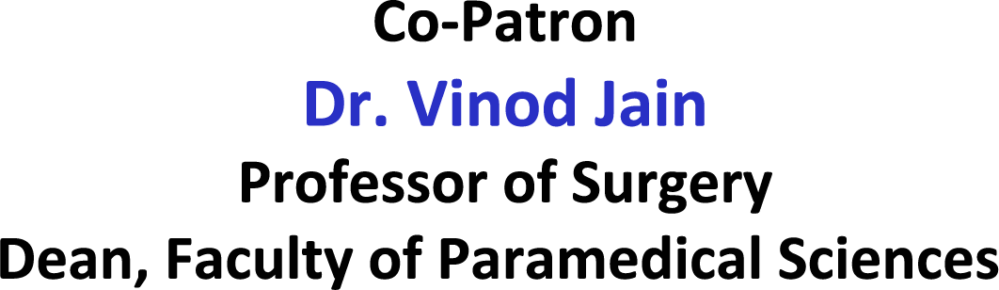 Co-Patron
Dr. Vinod Jain
Professor of Surgery
Dean, Faculty of Paramedical Sciences